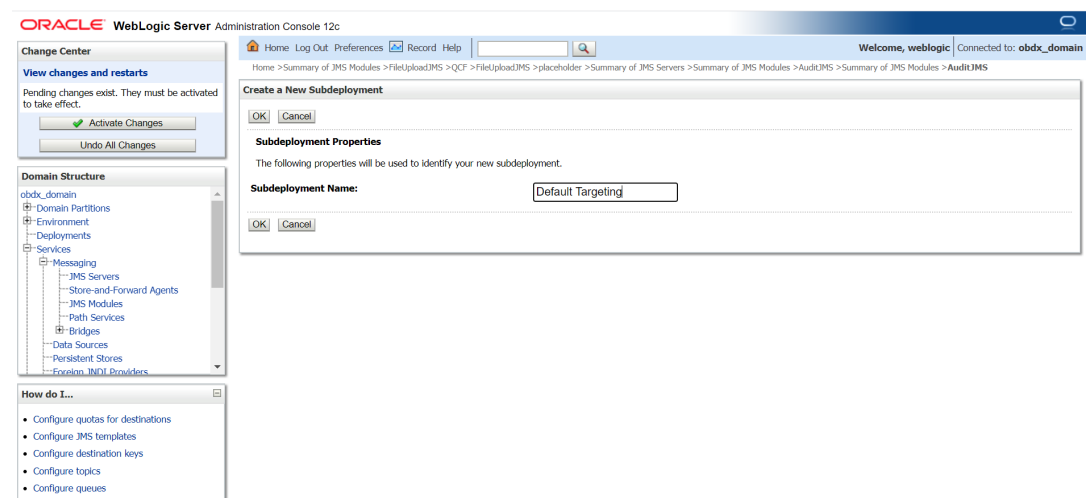 ORACLE® WebLogic Server Administration Console 12c
Change Center
View changes and restarts
Pending changes exist. They must be activated
to take effect.
Activate Changes
Undo All Changes
Domain Structure
obdx_domain
Domain Partitions
Environment
Deployments
Services
Messaging
JMS Servers
Store-and-Forward Agents
JMS Modules
Path Services
Bridges
Data Sources
Persistent Stores
Foreign JNDI Providers
How do I...
Configure quotas for destinations
Configure JMS templates
Configure destination keys
Configure topics
Configure queues
Home Log Out Preferences Record Help
Welcome, weblogic Connected to: obdx_domain
Home >Summary of JMS Modules >FileUploadJMS >QCF >FileUploadJMS >placeholder >Summary of JMS Servers >Summary of JMS Modules >AuditJMS >Summary of JMS Modules >AuditJMS
Create a New Subdeployment
OK Cancel
Subdeployment Properties
The following properties will be used to identify your new subdeployment.
Subdeployment Name: Default Targeting
OK Cancel